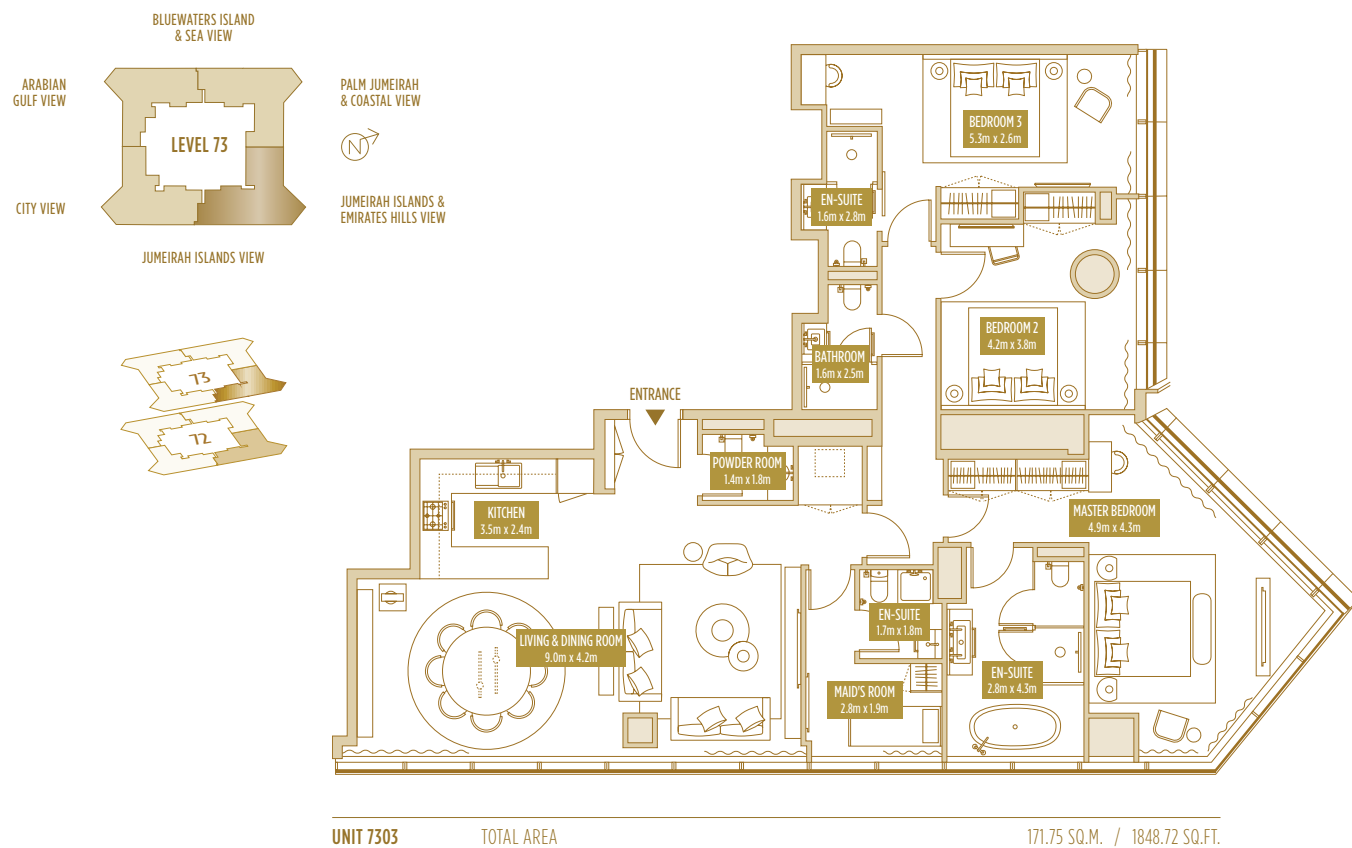 BLUEWATERS ISLAND
& SEA VIEW
ARABIAN
GULF VIEW
PALM JUMEIRAH
& COASTAL VIEW
LEVEL 73
N
CITY VIEW
JUMEIRAH ISLANDS &
EMIRATES HILLS VIEW
JUMEIRAH ISLANDS VIEW
73
72
BEDROOM 3
5.3m x 2.6m
EN-SUITE
1.6m x 2.8m
BEDROOM 2
4.2m x 3.8m
BATHROOM
1.6m x 2.5m
ENTRANCE
POWDER ROOM
1.4m x 1.8m
KITCHEN
3.5m x 2.4m
MASTER BEDROOM
4.9m x 4.3m
LIVING & DINING ROOM
9.0m x 4.2m
EN-SUITE
1.7m x 1.8m
EN-SUITE
2.8m x 4.3m
MAID'S ROOM
2.8m x 1.9m
UNIT 7303 TOTAL AREA 171.75 SQ.M. / 1848.72 SQ.FT.